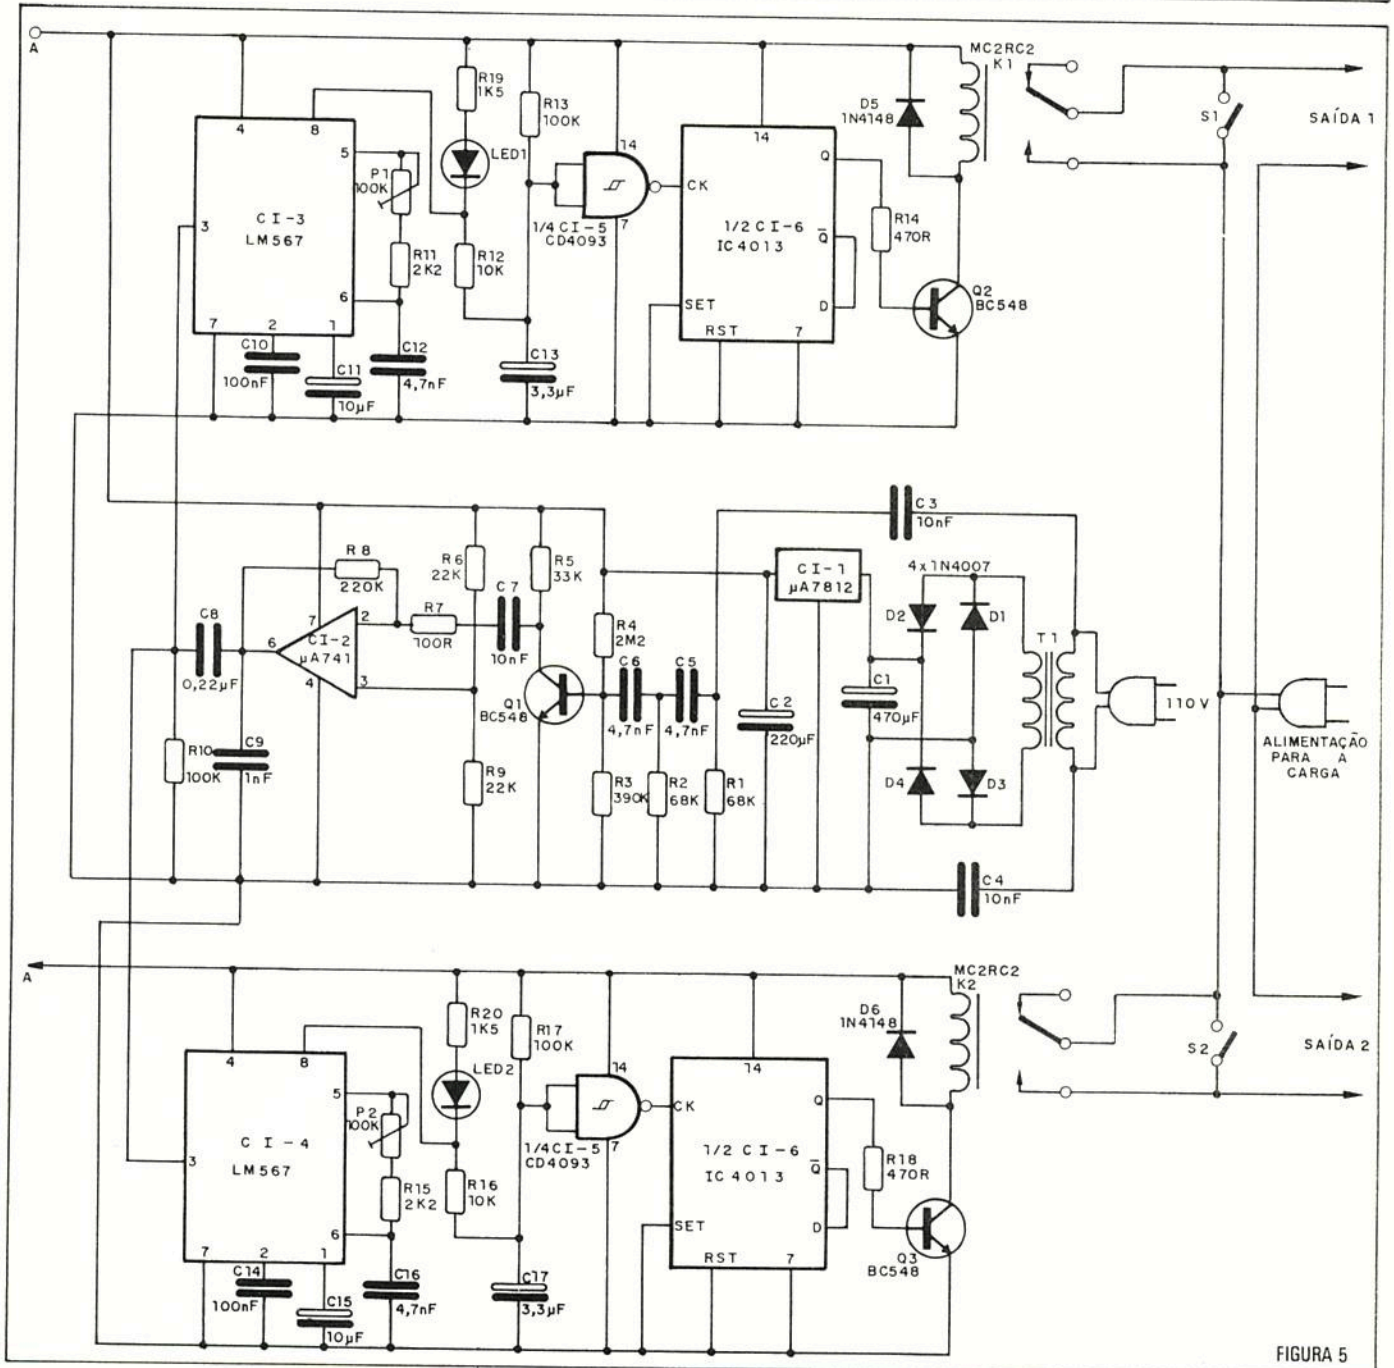 A
MC2RC2
K1
R19
1K5
R13
100K
D5
1N4148
S1
SAÍDA 1
4
8
5
P1
100K
LED1
14
14
Q
CK
CI-3
LM567
3
R11
2K2
R12
10K
1/4 CI-5
CD4093
7
1/2 CI-6
IC4013
Q
R14
470R
6
SET
D
Q2
BC548
RST
7
7
2
1
C10
100nF
C11
10µF
C12
4,7nF
C13
3,3µF
C3
10nF
R8
220K
R6
22K
R5
33K
CI-1
µA7812
4x1N4007
C7
10nF
R7
100R
R4
2M2
D2
D1
T1
C8
0,22µF
6
7
CI-2
µA741
4
2
3
Q1
BC548
C6
4,7nF
C5
4,7nF
C2
220µF
C1
470µF
110V
ALIMENTAÇÃO
PARA A
CARGA
R10
100K
C9
1nF
R9
22K
R3
390K
R2
68K
R1
68K
D4
D3
C4
10nF
A
MC2RC2
K2
R20
1K5
R17
100K
D6
1N4148
S2
SAÍDA 2
4
8
5
P2
100K
LED2
14
14
Q
CK
CI-4
LM567
3
R15
2K2
R16
10K
1/4CI-5
CD4093
7
1/2 CI-6
IC 4013
Q
R18
470R
6
SET
D
Q3
BC548
RST
7
7
2
1
C14
100nF
C15
10µF
C16
4,7nF
C17
3,3µF
FIGURA 5